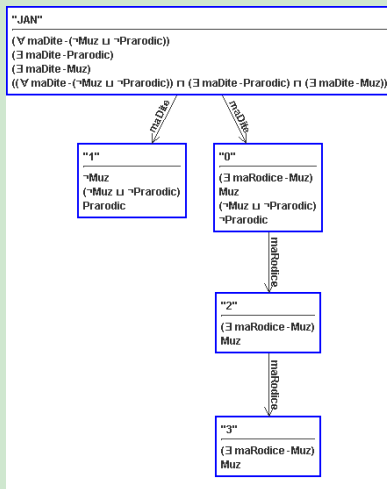 "JAN"
(∀ maDite -(¬Muz ⊔ ¬Prarodic))
(∃ maDite -Prarodic)
(∃ maDite -Muz)
((∀ maDite -(¬Muz ⊔ ¬Prarodic)) ⊓ (∃ maDite -Prarodic) ⊓ (∃ maDite -Muz))
maDite
maDite
"1"
¬Muz
(¬Muz ⊔ ¬Prarodic)
Prarodic
"0"
(∃ maRodice -Muz)
Muz
(¬Muz ⊔ ¬Prarodic)
¬Prarodic
maRodice
"2"
(∃ maRodice -Muz)
Muz
maRodice
"3"
(∃ maRodice -Muz)
Muz